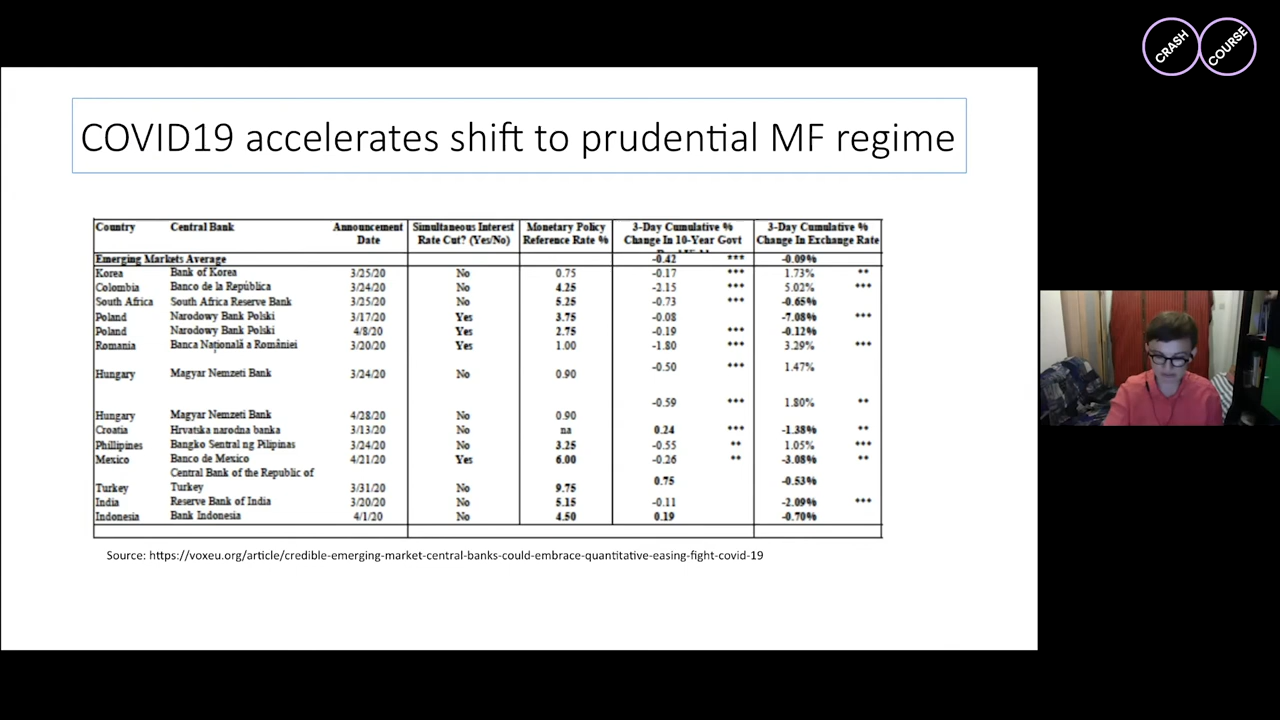 CRASH COURSE
COVID19 accelerates shift to prudential MF regime
Country Central Bank Announcement Date Simultaneous Interest Rate Cut? (Yes/No) Monetary Policy Reference Rate % 3-Day Cumulative % Change In 10-Year Govt 3-Day Cumulative % Change In Exchange Rate
Emerging Markets Average -0.42 *** -0.09%
Korea Bank of Korea 3/25/20 No 0.75 -0.17 *** 1.73% **
Colombia Banco de la República 3/24/20 No 4.25 -2.15 *** 5.02% ***
South Africa South Africa Reserve Bank 3/25/20 No 5.25 -0.73 *** -0.65%
Poland Narodowy Bank Polski 3/17/20 Yes 3.75 -0.08 -7.08% ***
Poland Narodowy Bank Polski 4/8/20 Yes 2.75 -0.19 *** -0.12%
Romania Banca Națională a României 3/20/20 Yes 1.00 -1.80 *** 3.29% ***
Hungary Magyar Nemzeti Bank 3/24/20 No 0.90 -0.50 *** 1.47%
Hungary Magyar Nemzeti Bank 4/28/20 No 0.90 -0.59 *** 1.80% **
Croatia Hrvatska narodna banka 3/13/20 No na 0.24 *** -1.38% **
Phillipines Bangko Sentral ng Pilipinas 3/24/20 No 3.25 -0.55 ** 1.05% ***
Mexico Banco de Mexico 4/21/20 Yes 6.00 -0.26 ** -3.08% **
Turkey Central Bank of the Republic of Turkey 3/31/20 No 9.75 0.75 -0.53%
India Reserve Bank of India 3/20/20 No 5.15 -0.11 -2.09% ***
Indonesia Bank Indonesia 4/1/20 No 4.50 0.19 -0.70%
Source: https://voxeu.org/article/credible-emerging-market-central-banks-could-embrace-quantitative-easing-fight-covid-19